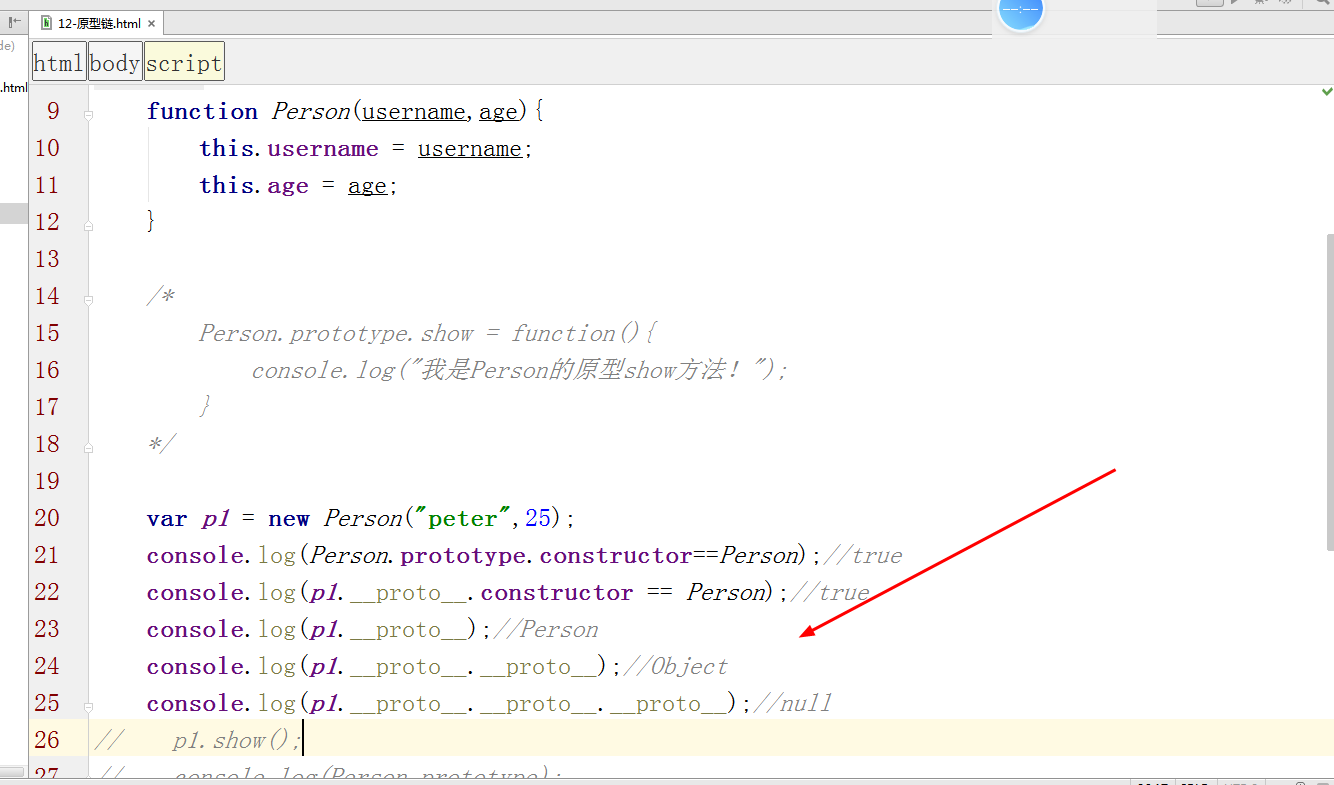 12-原型链.html
de)
.html
html body script
9 function Person(username,age){
10 this.username = username;
11 this.age = age;
12 }
13
14 /*
15 Person.prototype.show = function(){
16 console.log("我是Person的原型show方法！");
17 }
18 */
19
20 var p1 = new Person("peter",25);
21 console.log(Person.prototype.constructor==Person);//true
22 console.log(p1.__proto__.constructor == Person);//true
23 console.log(p1.__proto__);//Person
24 console.log(p1.__proto__.__proto__);//Object
25 console.log(p1.__proto__.__proto__.__proto__);//null
26 // p1.show();
27 // console.log(Person.prototype);